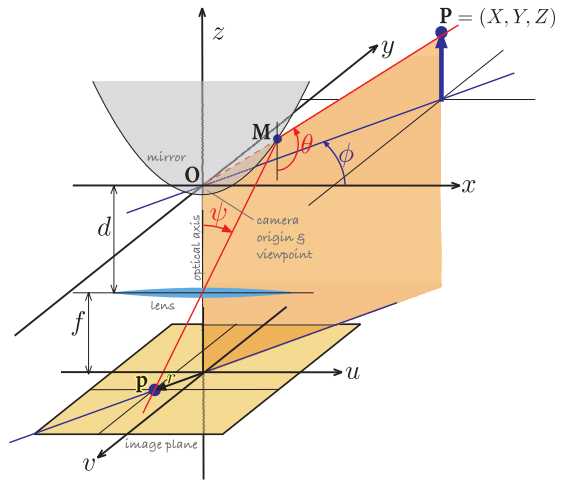 P = (X, Y, Z)
z
y
M
θ
ϕ
mirror
O
x
d
ψ
optical axis
camera
origin &
viewpoint
lens
f
u
p
r
image plane
v